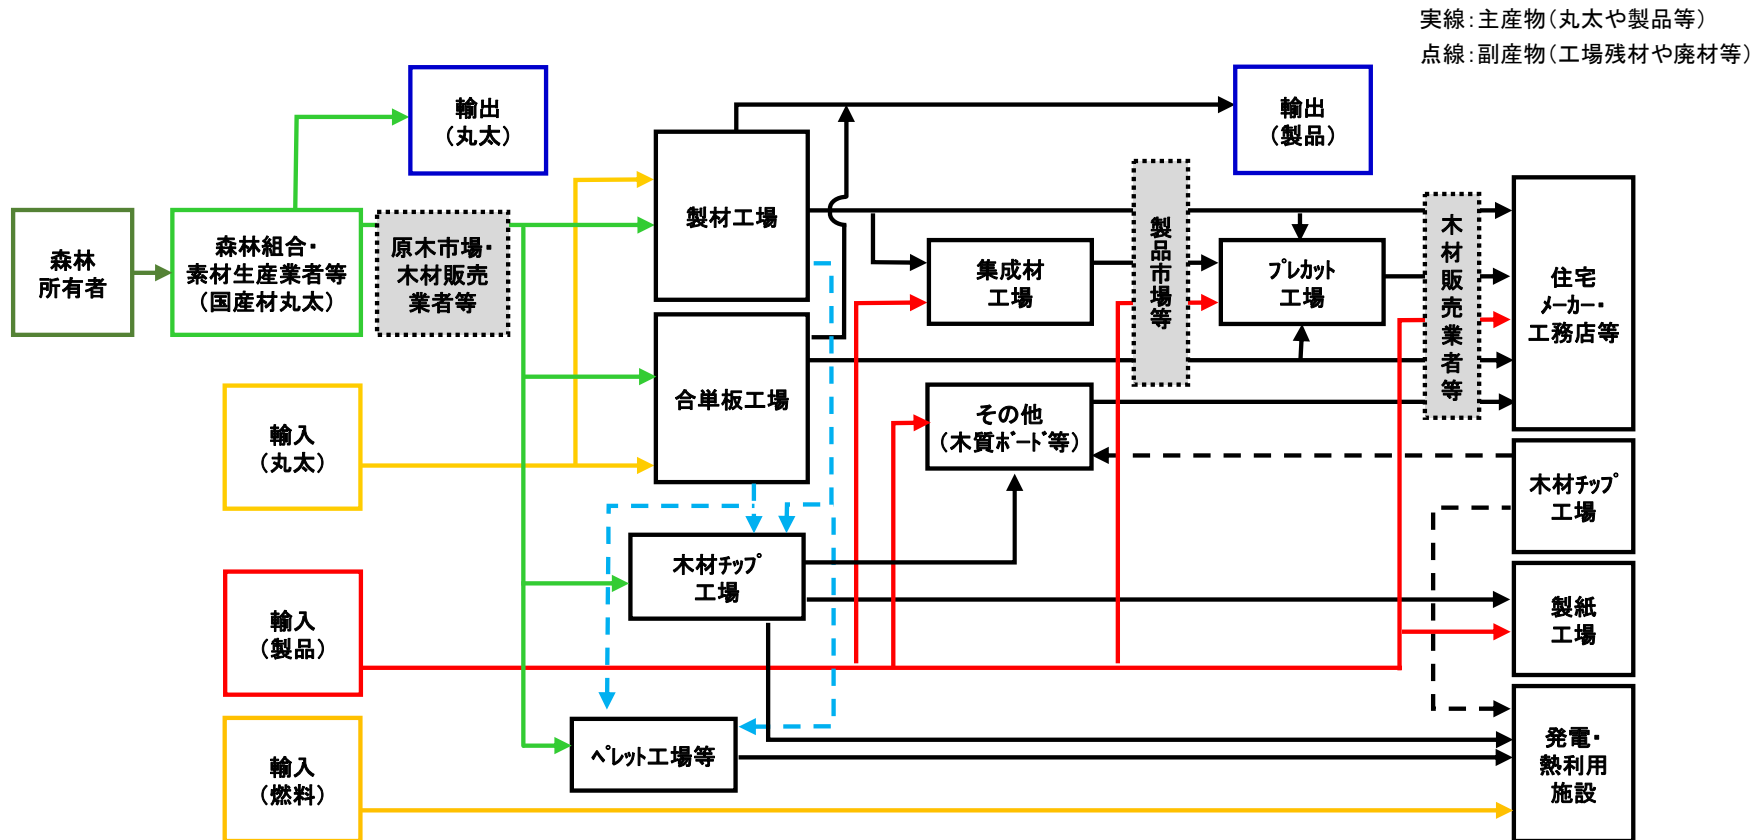 実線：主産物（丸太や製品等）
点線：副産物（工場残材や廃材等）
輸出
（丸太）
輸出
（製品）
森林
所有者
森林組合・
素材生産業者等
（国産材丸太）
原木市場・
木材販売
業者等
製材工場
合単板工場
集成材
工場
製品市場等
ﾌﾟﾚｶｯﾄ
工場
木材販売業者等
住宅
ﾒｰｶｰ・
工務店等
その他
（木質ﾎﾞｰﾄﾞ等）
輸入
（丸太）
木材ﾁｯﾌﾟ
工場
木材ﾁｯﾌﾟ
工場
輸入
（製品）
製紙
工場
ﾍﾟﾚｯﾄ工場等
輸入
（燃料）
発電・
熱利用
施設